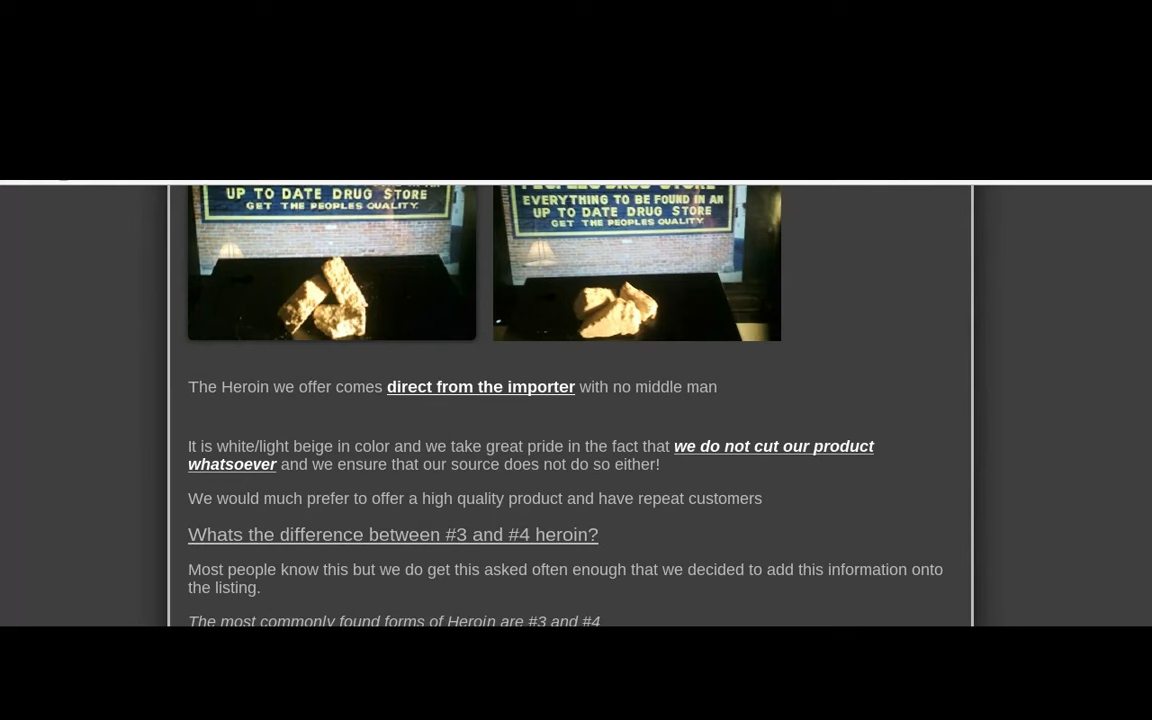 UP TO DATE DRUG STORE
GET THE PEOPLES QUALITY.
PEOPLES DRUG STORE
EVERYTHING TO BE FOUND IN AN
UP TO DATE DRUG STORE
GET THE PEOPLES QUALITY.
The Heroin we offer comes direct from the importer with no middle man
It is white/light beige in color and we take great pride in the fact that we do not cut our product
whatsoever and we ensure that our source does not do so either!
We would much prefer to offer a high quality product and have repeat customers
Whats the difference between #3 and #4 heroin?
Most people know this but we do get this asked often enough that we decided to add this information onto
the listing.
The most commonly found forms of Heroin are #3 and #4